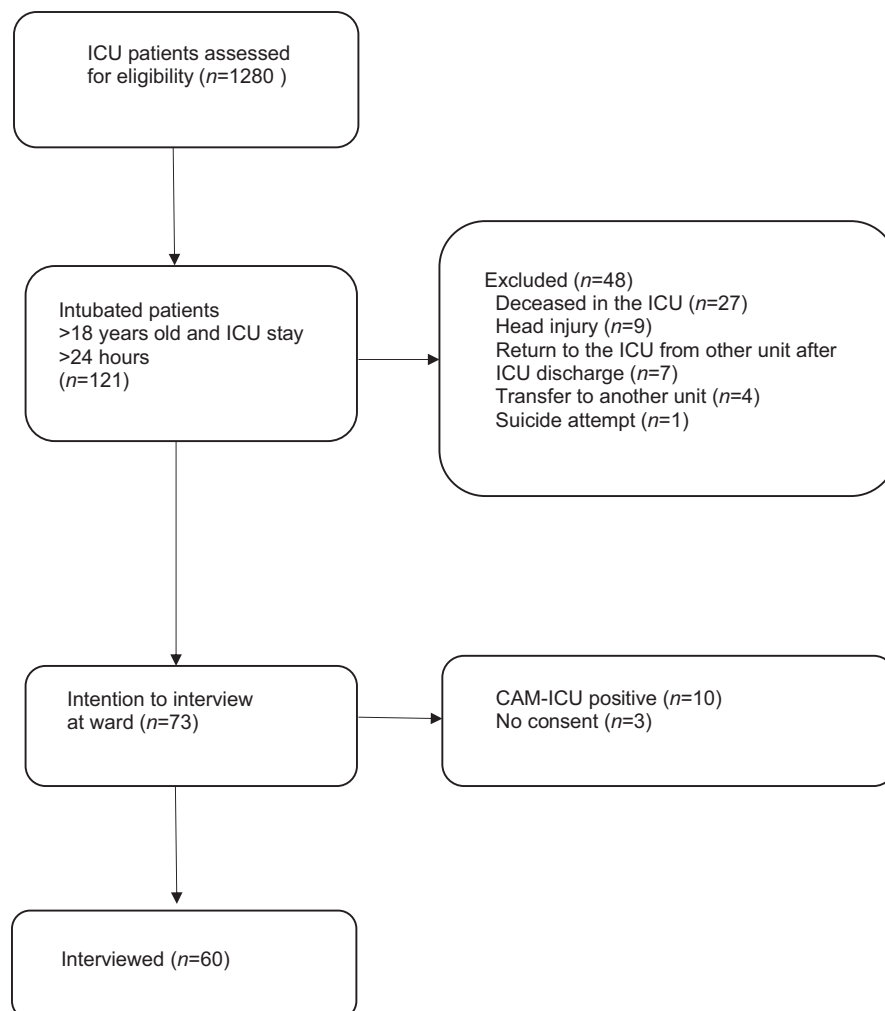 ICU patients assessed
for eligibility (n=1280 )
Intubated patients
>18 years old and ICU stay
>24 hours
(n=121)
Excluded (n=48)
Deceased in the ICU (n=27)
Head injury (n=9)
Return to the ICU from other unit after
ICU discharge (n=7)
Transfer to another unit (n=4)
Suicide attempt (n=1)
Intention to interview
at ward (n=73)
CAM-ICU positive (n=10)
No consent (n=3)
Interviewed (n=60)